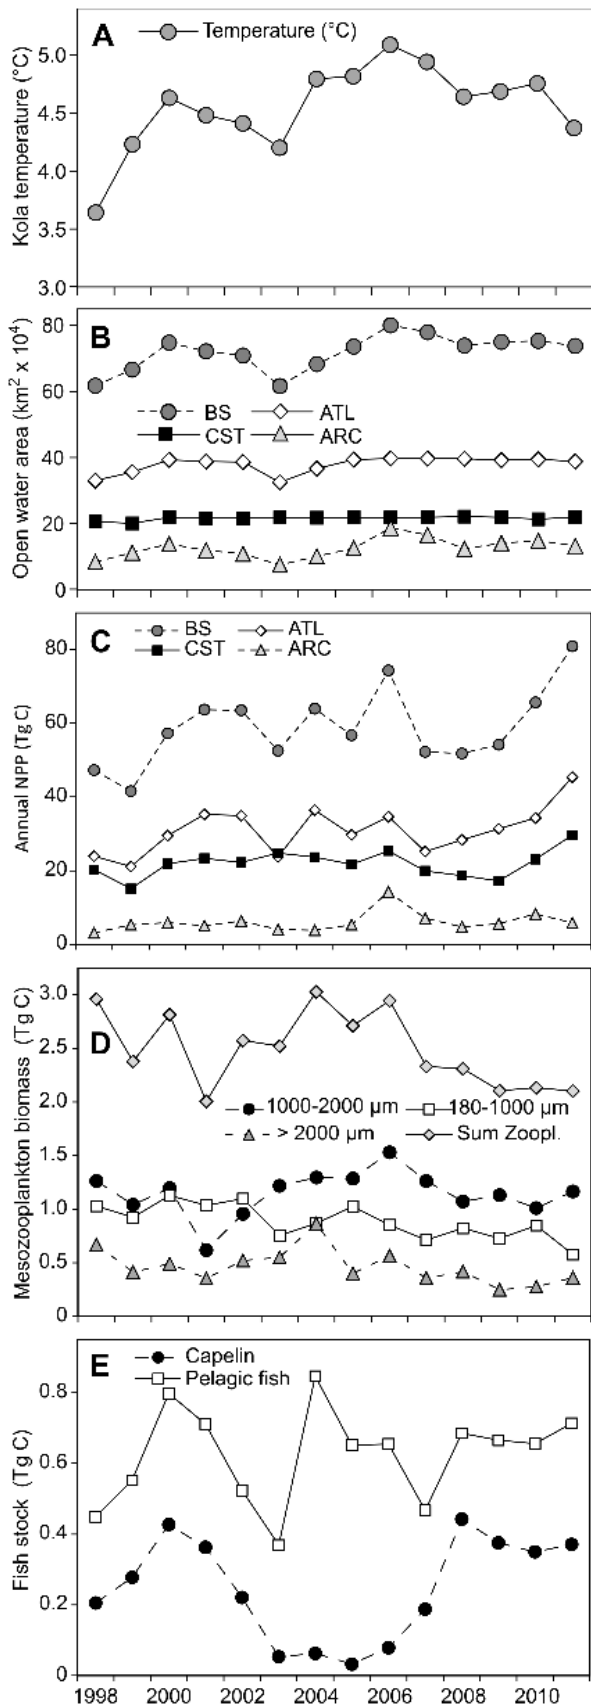 A
Temperature (°C)
Kola temperature (°C)
5.0
4.5
4.0
3.5
3.0
B
Open water area (km² x 10⁴)
80
60
40
20
0
BS ATL
CST ARC
C
BS ATL
CST ARC
Annual NPP (Tg C)
80
60
40
20
0
D
Mesozooplankton biomass (Tg C)
3.0
2.5
2.0
1.5
1.0
0.5
0
1000-2000 µm 180-1000 µm
> 2000 µm Sum Zoopl.
E
Capelin
Pelagic fish
Fish stock (Tg C)
0.8
0.6
0.4
0.2
0
1998 2000 2002 2004 2006 2008 2010